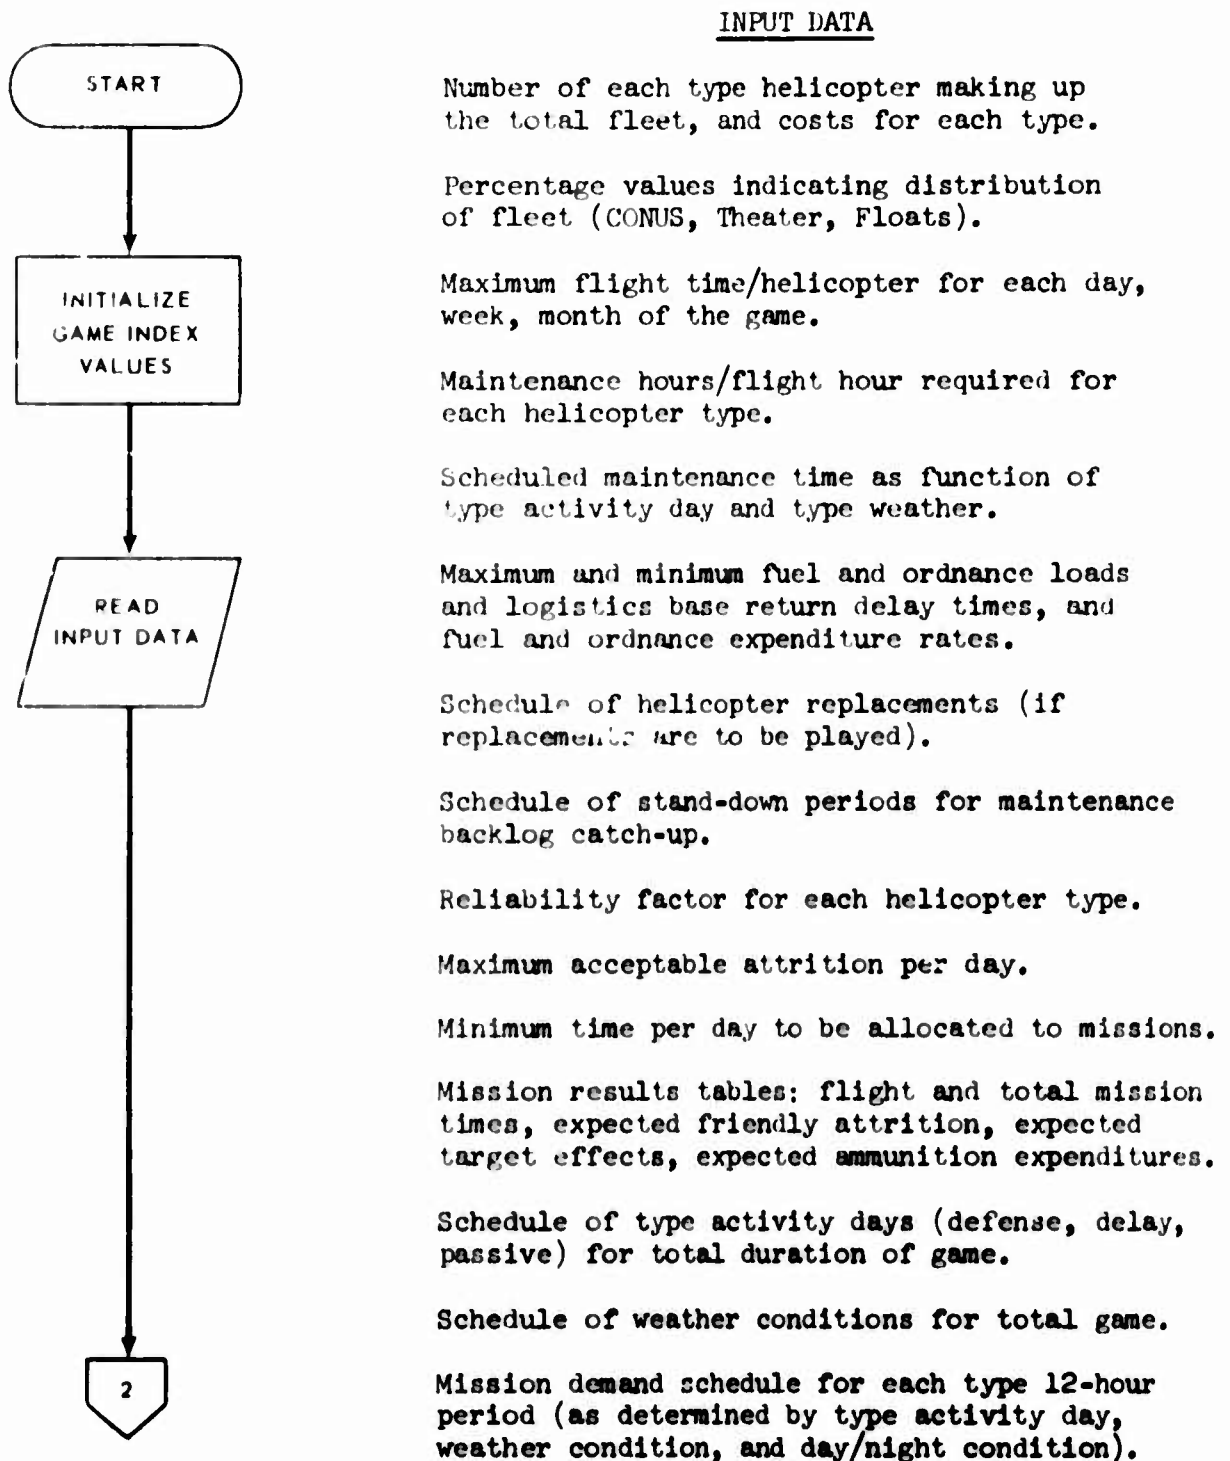 INPUT DATA
START
INITIALIZE
GAME INDEX
VALUES
READ
INPUT DATA
2
Number of each type helicopter making up
the total fleet, and costs for each type.
Percentage values indicating distribution
of fleet (CONUS, Theater, Floats).
Maximum flight time/helicopter for each day,
week, month of the game.
Maintenance hours/flight hour required for
each helicopter type.
Scheduled maintenance time as function of
type activity day and type weather.
Maximum and minimum fuel and ordnance loads
and logistics base return delay times, and
fuel and ordnance expenditure rates.
Schedule of helicopter replacements (if
replacements are to be played).
Schedule of stand-down periods for maintenance
backlog catch-up.
Reliability factor for each helicopter type.
Maximum acceptable attrition per day.
Minimum time per day to be allocated to missions.
Mission results tables: flight and total mission
times, expected friendly attrition, expected
target effects, expected ammunition expenditures.
Schedule of type activity days (defense, delay,
passive) for total duration of game.
Schedule of weather conditions for total game.
Mission demand schedule for each type 12-hour
period (as determined by type activity day,
weather condition, and day/night condition).